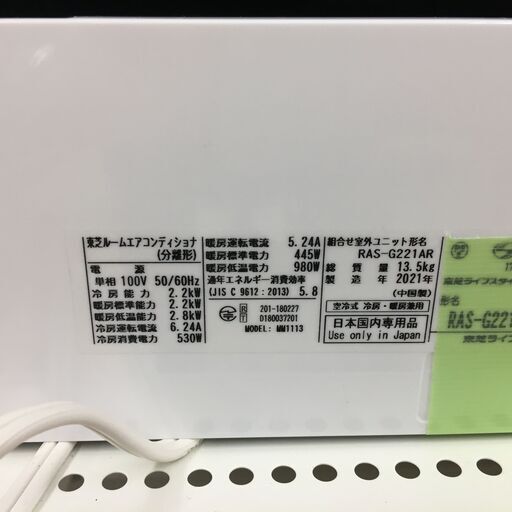 東芝ルームエアコンディショナ
(分離形)
電源
単相 100V 50/60Hz
冷房能力 2.2kW
暖房標準能力 2.2kW
暖房低温能力 2.8kW
冷房運転電流 6.24A
冷房消費電力 530W
暖房運転電流 5.24A
暖房標準電力 445W
暖房低温電力 980W
通年エネルギー消費効率
(JIS C 9612:2013) 5.8
201-180227
0180037201
MODEL: MM1113
組合せ室外ユニット形名
RAS-G221AR
総質量 13.5kg
製造年 2021年
(中国製)
空冷式 冷房・暖房兼用
日本国内専用品
Use only in Japan
東芝ライフスタイ
形名
RAS-G221
東芝ライ